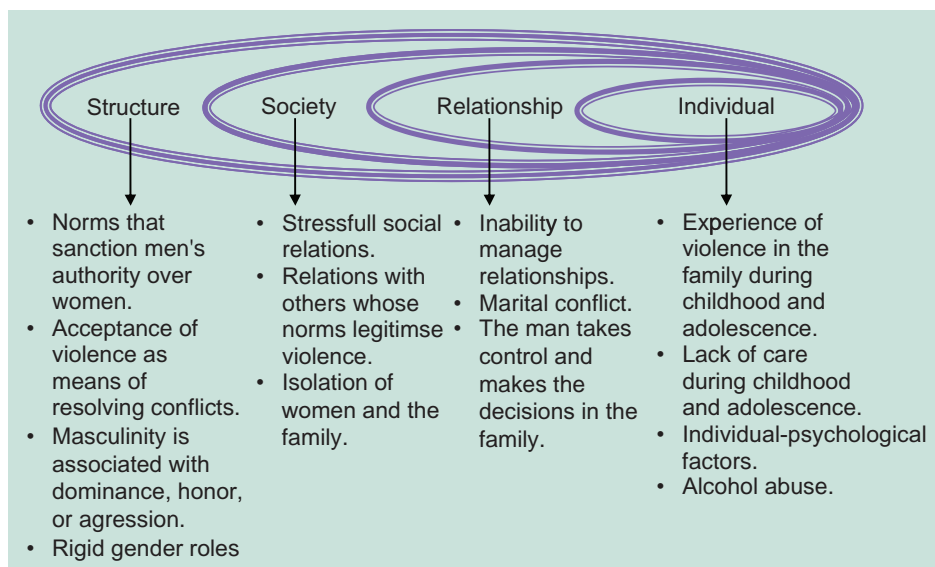 Structure
Society
Relationship
Individual
• Norms that
sanction men's
authority over
women.
• Acceptance of
violence as
means of
resolving conflicts.
• Masculinity is
associated with
dominance, honor,
or agression.
• Rigid gender roles
• Stressfull social
relations.
• Relations with
others whose
norms legitimse
violence.
• Isolation of
women and the
family.
• Inability to
manage
relationships.
• Marital conflict.
• The man takes
control and
makes the
decisions in the
family.
• Experience of
violence in the
family during
childhood and
adolescence.
• Lack of care
during childhood
and adolescence.
• Individual-psychological
factors.
• Alcohol abuse.